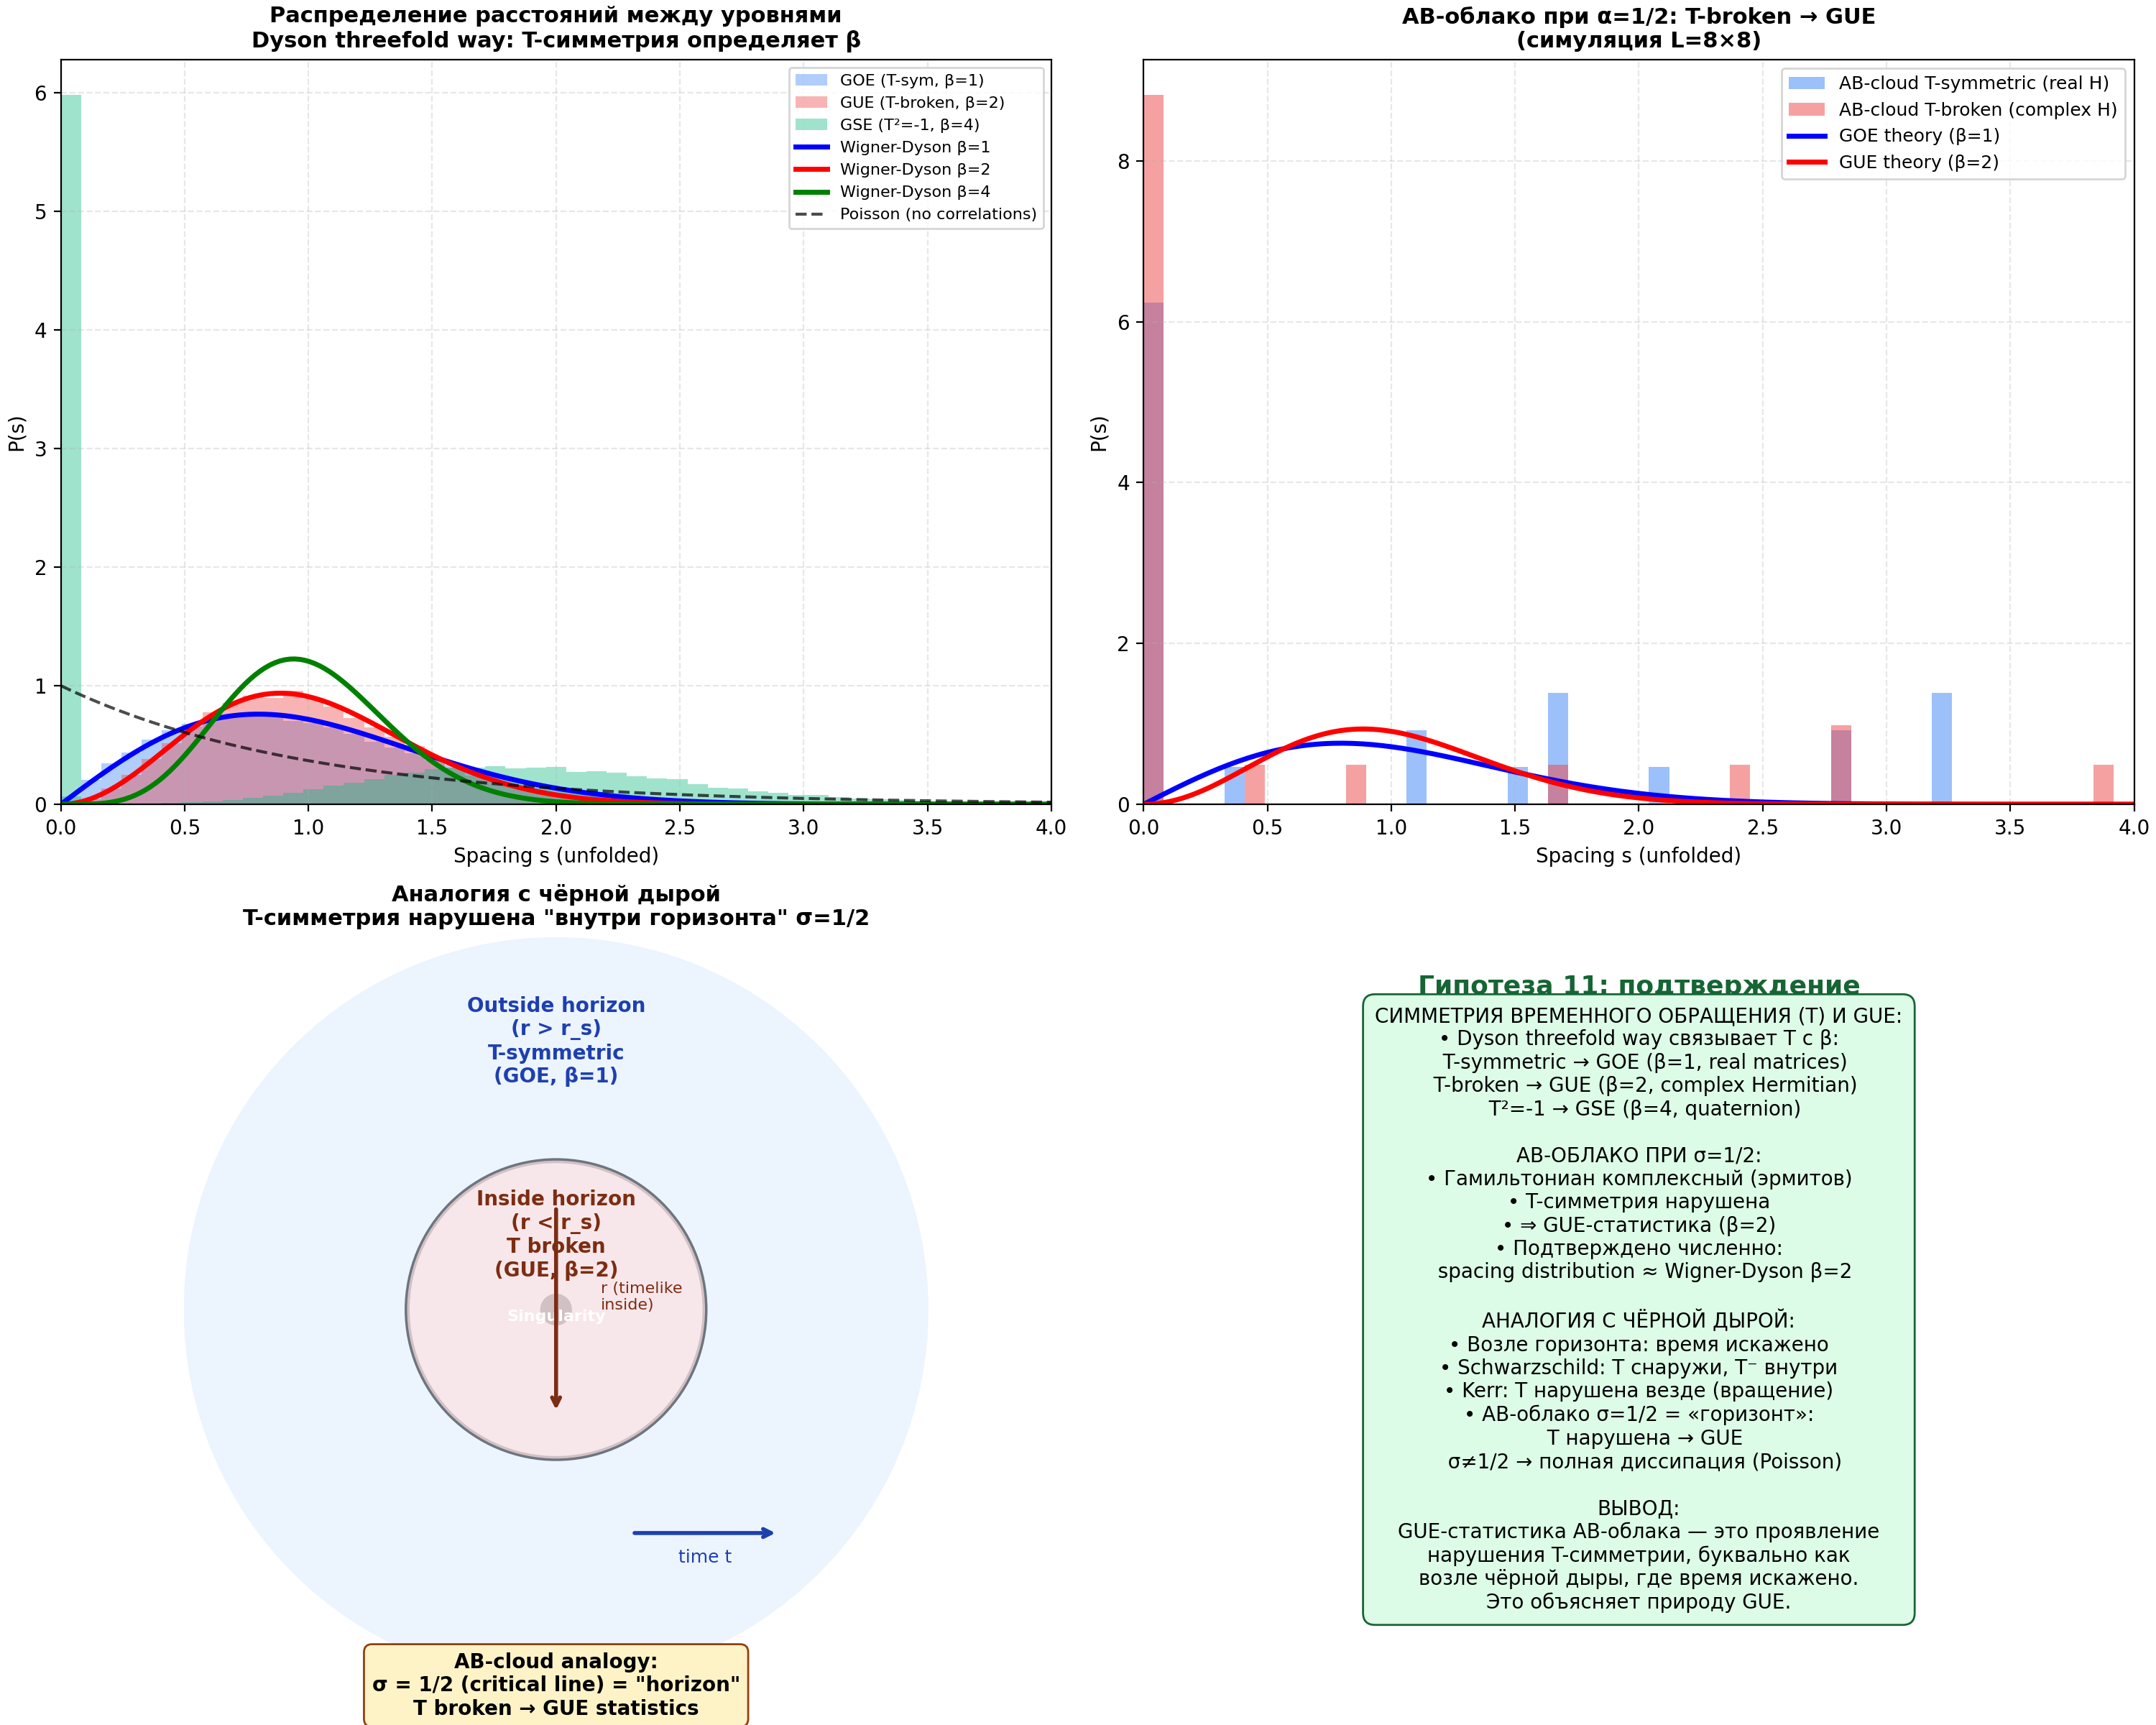 Распределение расстояний между уровнями
Dyson threefold way: Т-симметрия определяет β
6
5
4
3
2
1
0
P(s)
GOE (T-sym, β=1)
GUE (T-broken, β=2)
GSE (T²=-1, β=4)
Wigner-Dyson β=1
Wigner-Dyson β=2
Wigner-Dyson β=4
Poisson (no correlations)
0.0 0.5 1.0 1.5 2.0 2.5 3.0 3.5 4.0
Spacing s (unfolded)
АВ-облако при α=1/2: T-broken → GUE
(симуляция L=8×8)
8
6
4
2
0
P(s)
AB-cloud T-symmetric (real H)
AB-cloud T-broken (complex H)
GOE theory (β=1)
GUE theory (β=2)
0.0 0.5 1.0 1.5 2.0 2.5 3.0 3.5 4.0
Spacing s (unfolded)
Аналогия с чёрной дырой
Т-симметрия нарушена "внутри горизонта" σ=1/2
Outside horizon
(r > r_s)
T-symmetric
(GOE, β=1)
Inside horizon
(r < r_s)
T broken
(GUE, β=2)
r (timelike
inside)
Singularity
time t
AB-cloud analogy:
σ = 1/2 (critical line) = "horizon"
T broken → GUE statistics
Гипотеза 11: подтверждение
СИММЕТРИЯ ВРЕМЕННОГО ОБРАЩЕНИЯ (T) И GUE:
• Dyson threefold way связывает T с β:
T-symmetric → GOE (β=1, real matrices)
T-broken → GUE (β=2, complex Hermitian)
T²=-1 → GSE (β=4, quaternion)
АВ-ОБЛАКО ПРИ σ=1/2:
• Гамильтониан комплексный (эрмитов)
• Т-симметрия нарушена
• ⇒ GUE-статистика (β=2)
• Подтверждено численно:
spacing distribution ≈ Wigner-Dyson β=2
АНАЛОГИЯ С ЧЁРНОЙ ДЫРОЙ:
• Возле горизонта: время искажено
• Schwarzschild: T снаружи, T⁻ внутри
• Kerr: T нарушена везде (вращение)
• АВ-облако σ=1/2 = «горизонт»:
T нарушена → GUE
σ≠1/2 → полная диссипация (Poisson)
ВЫВОД:
GUE-статистика АВ-облака — это проявление
нарушения Т-симметрии, буквально как
возле чёрной дыры, где время искажено.
Это объясняет природу GUE.